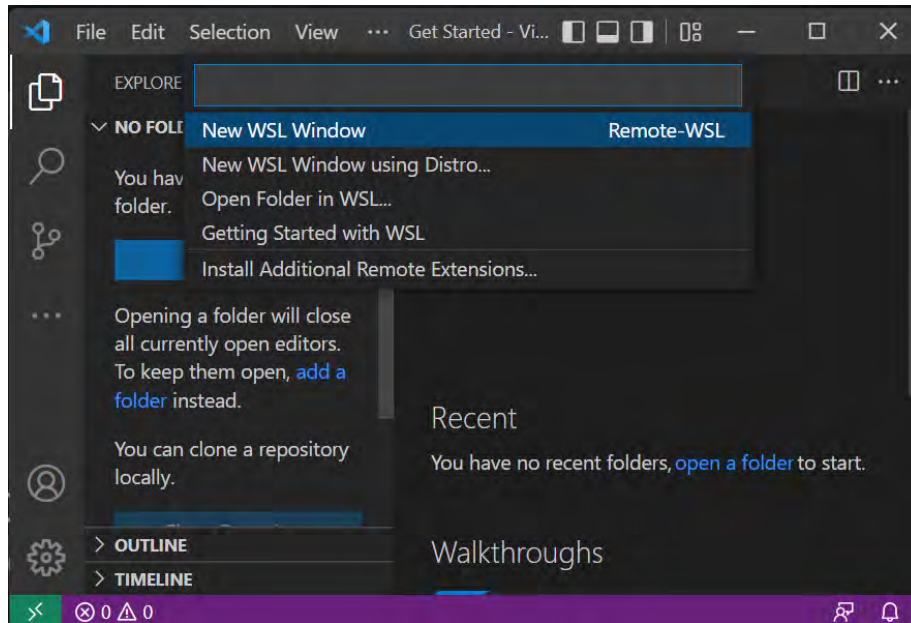 File Edit Selection View ··· Get Started - Vi...
EXPLORE
New WSL Window Remote-WSL
NO FOL
New WSL Window using Distro...
You hav
Open Folder in WSL...
folder.
Getting Started with WSL
Install Additional Remote Extensions...
Opening a folder will close
all currently open editors.
To keep them open, add a
folder instead.
Recent
You can clone a repository
You have no recent folders, open a folder to start.
locally.
OUTLINE
Walkthroughs
TIMELINE
0 0